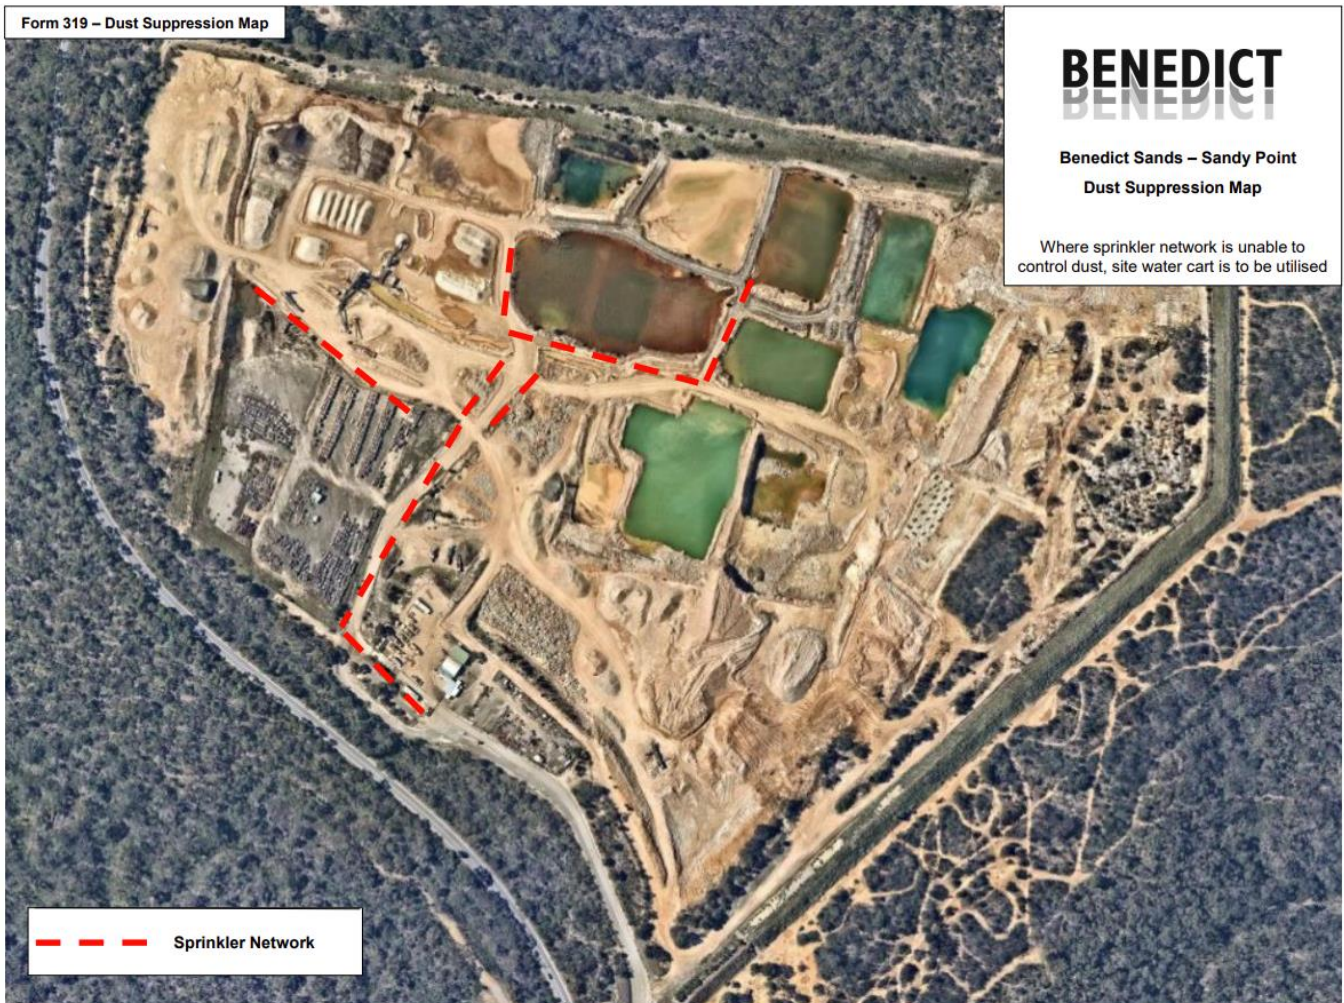 Form 319 – Dust Suppression Map
BENEDICT
Benedict Sands – Sandy Point
Dust Suppression Map
Where sprinkler network is unable to
control dust, site water cart is to be utilised
Sprinkler Network